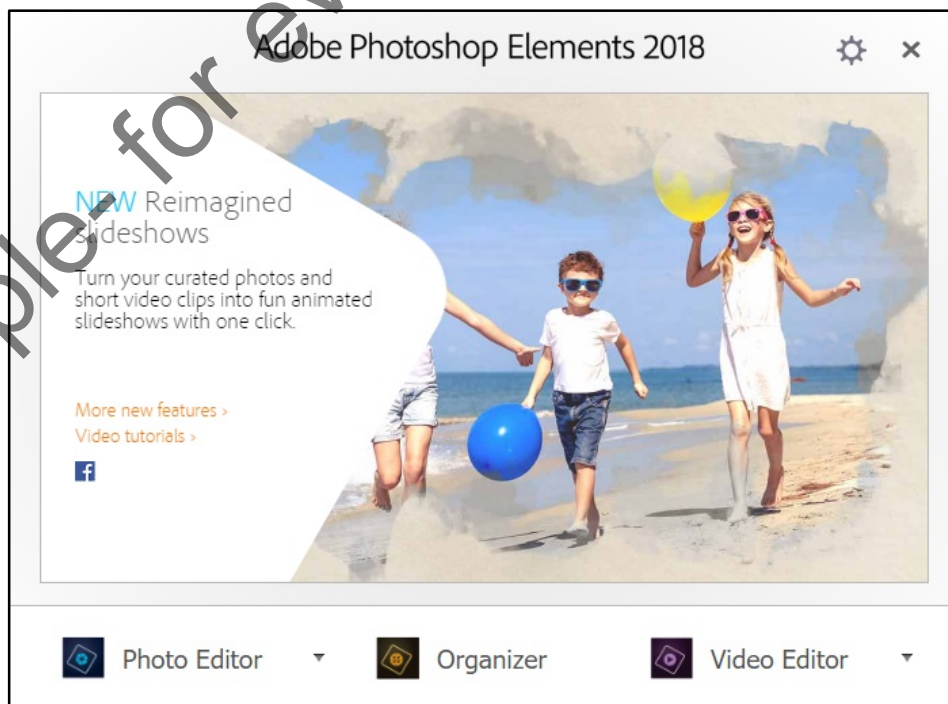 Adobe Photoshop Elements 2018
NEW Reimagined
slideshows
Turn your curated photos and
short video clips into fun animated
slideshows with one click.
More new features ›
Video tutorials ›
Photo Editor
Organizer
Video Editor